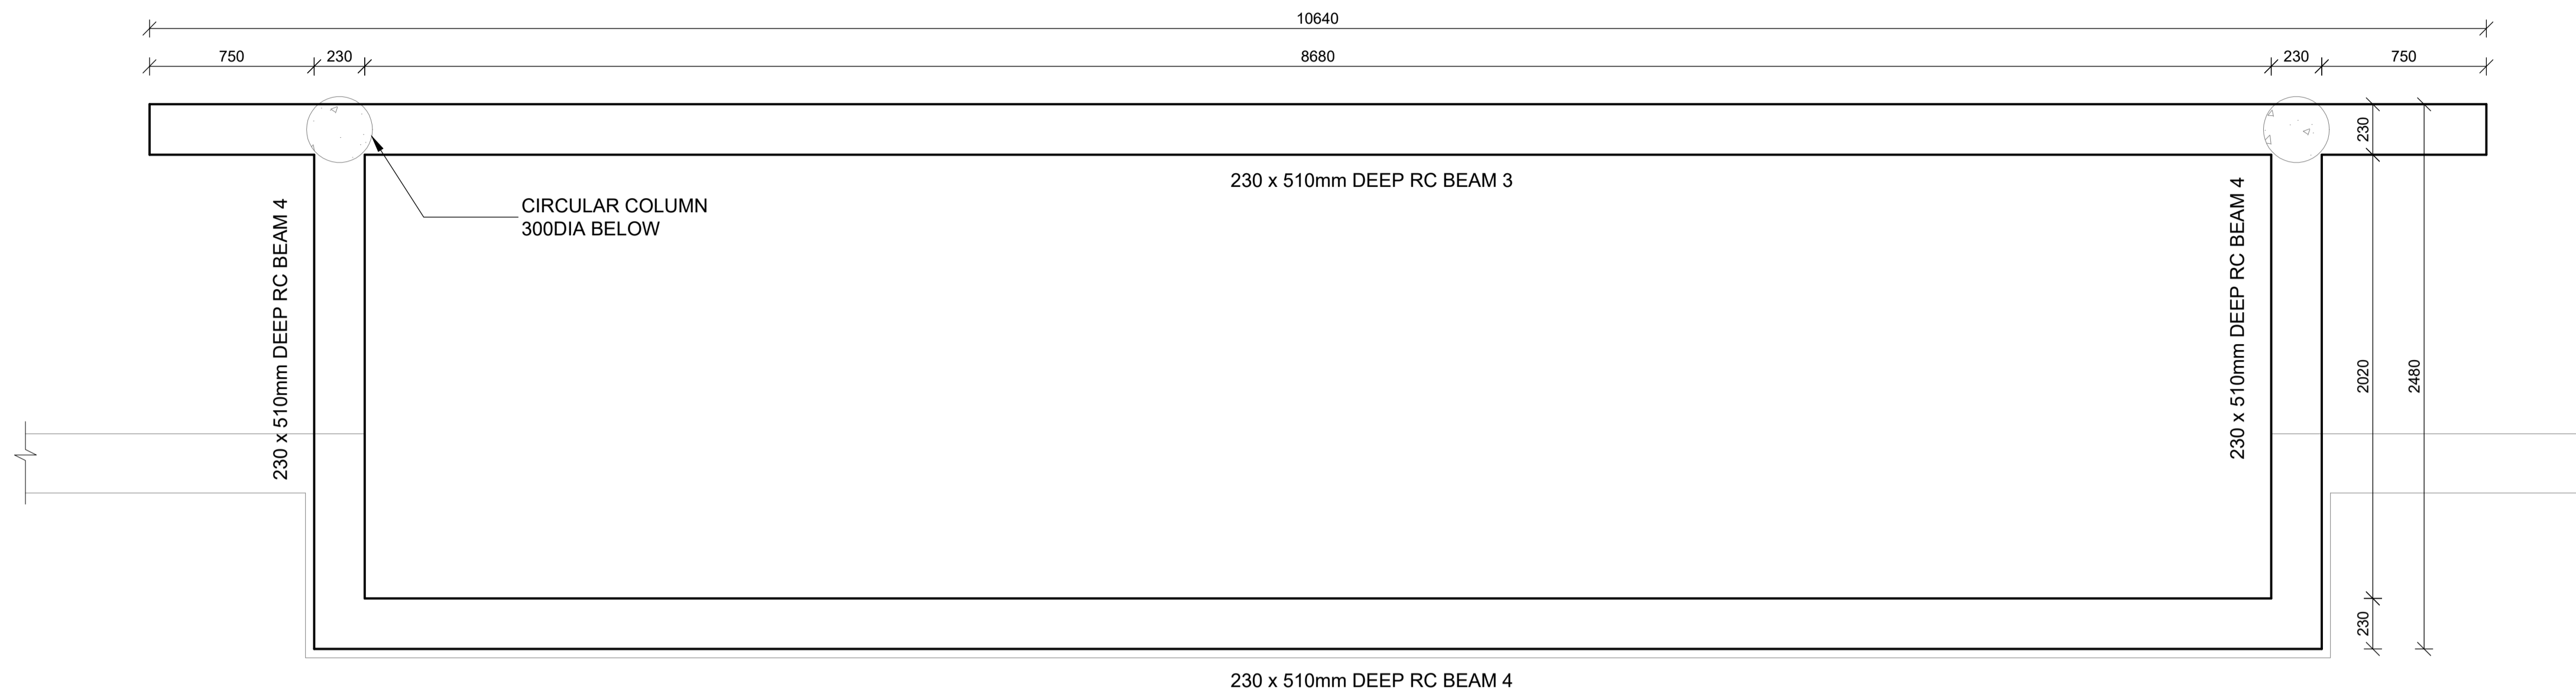 10640
750
230
8680
230
750
230
230 x 510mm DEEP RC BEAM 3
CIRCULAR COLUMN
300DIA BELOW
230 x 510mm DEEP RC BEAM 4
230 x 510mm DEEP RC BEAM 4
2020
2480
230
230 x 510mm DEEP RC BEAM 4